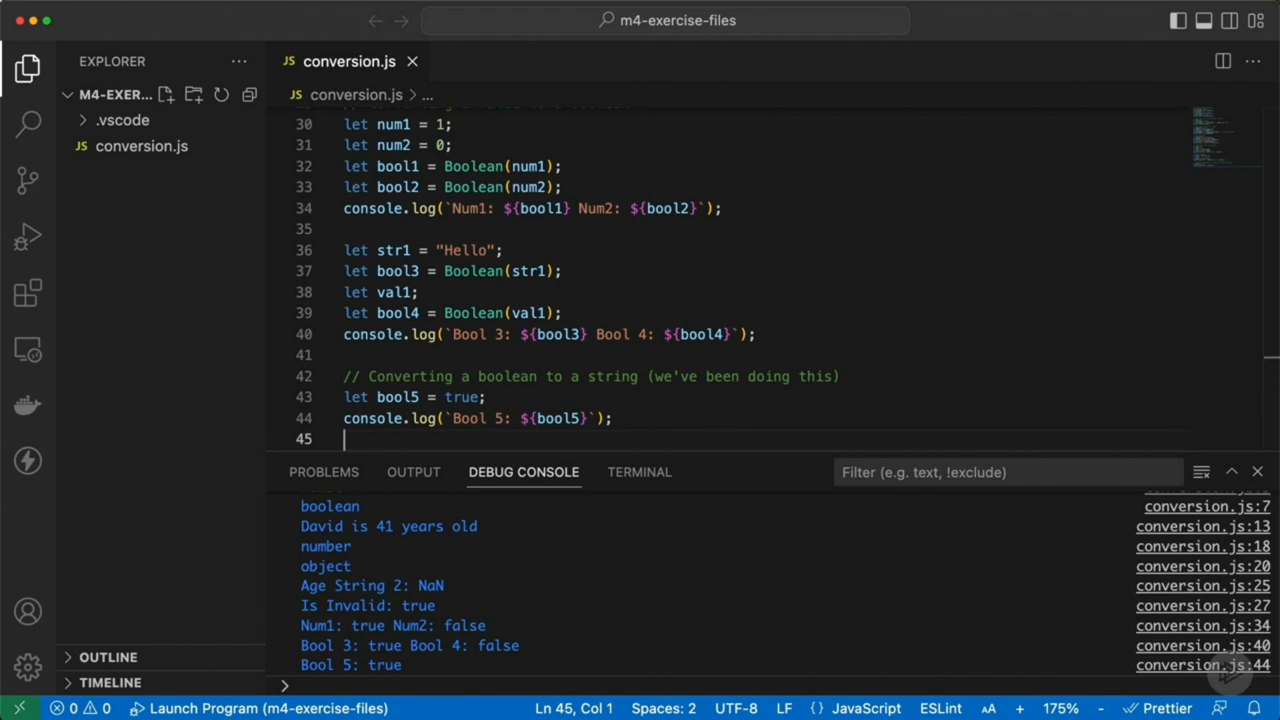 m4-exercise-files
EXPLORER
M4-EXER...
.vscode
JS conversion.js
OUTLINE
TIMELINE
JS conversion.js
JS conversion.js > ...
30 let num1 = 1;
31 let num2 = 0;
32 let bool1 = Boolean(num1);
33 let bool2 = Boolean(num2);
34 console.log(`Num1: ${bool1} Num2: ${bool2}`);
35
36 let str1 = "Hello";
37 let bool3 = Boolean(str1);
38 let val1;
39 let bool4 = Boolean(val1);
40 console.log(`Bool 3: ${bool3} Bool 4: ${bool4}`);
41
42 // Converting a boolean to a string (we've been doing this)
43 let bool5 = true;
44 console.log(`Bool 5: ${bool5}`);
45
PROBLEMS OUTPUT DEBUG CONSOLE TERMINAL Filter (e.g. text, !exclude)
boolean conversion.js:7
David is 41 years old conversion.js:13
number conversion.js:18
object conversion.js:20
Age String 2: NaN conversion.js:25
Is Invalid: true conversion.js:27
Num1: true Num2: false conversion.js:34
Bool 3: true Bool 4: false conversion.js:40
Bool 5: true conversion.js:44
>
0 0 Launch Program (m4-exercise-files) Ln 45, Col 1 Spaces: 2 UTF-8 LF {} JavaScript ESLint AA + 175% - Prettier